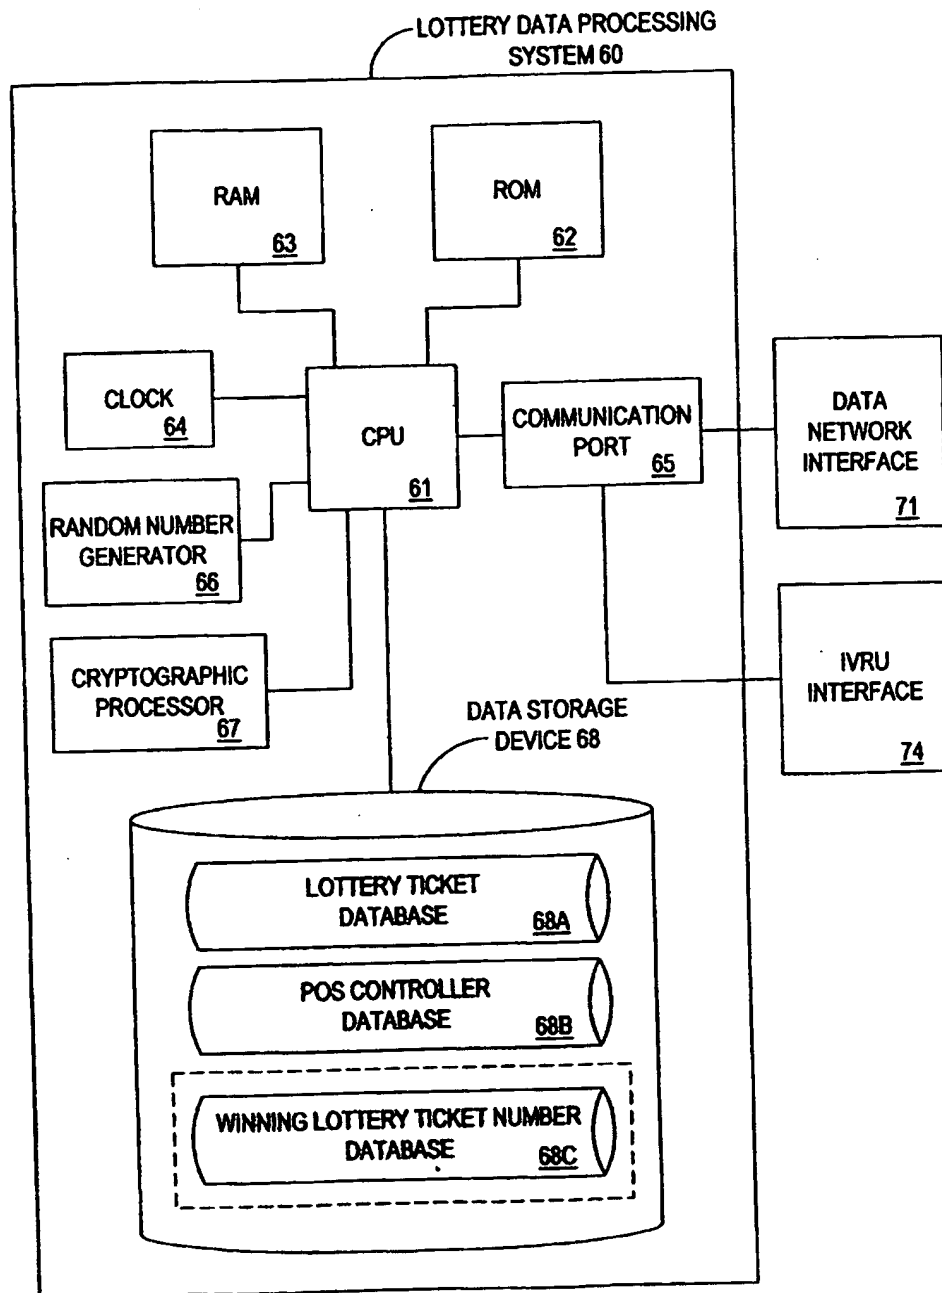 LOTTERY DATA PROCESSING
SYSTEM 60
RAM
63
ROM
62
CLOCK
64
CPU
61
COMMUNICATION
PORT
65
DATA
NETWORK
INTERFACE
71
RANDOM NUMBER
GENERATOR
66
CRYPTOGRAPHIC
PROCESSOR
67
IVRU
INTERFACE
74
DATA STORAGE
DEVICE 68
LOTTERY TICKET
DATABASE
68A
POS CONTROLLER
DATABASE
68B
WINNING LOTTERY TICKET NUMBER
DATABASE
68C